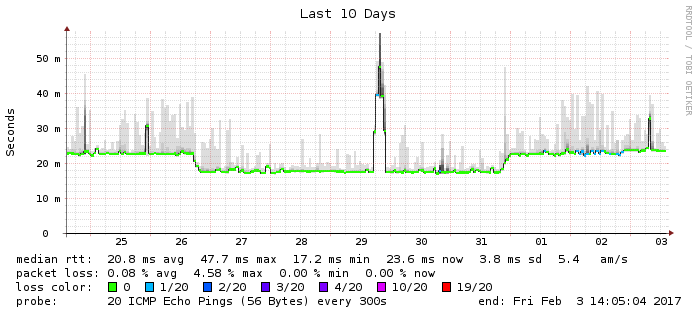 Last 10 Days
RRDTOOL / TOBI OETIKER
Seconds
50 m
40 m
30 m
20 m
10 m
0
25 26 27 28 29 30 31 01 02 03
median rtt: 20.8 ms avg 47.7 ms max 17.2 ms min 23.6 ms now 3.8 ms sd 5.4 am/s
packet loss: 0.08 % avg 4.58 % max 0.00 % min 0.00 % now
loss color: 0 1/20 2/20 3/20 4/20 10/20 19/20
probe: 20 ICMP Echo Pings (56 Bytes) every 300s end: Fri Feb 3 14:05:04 2017